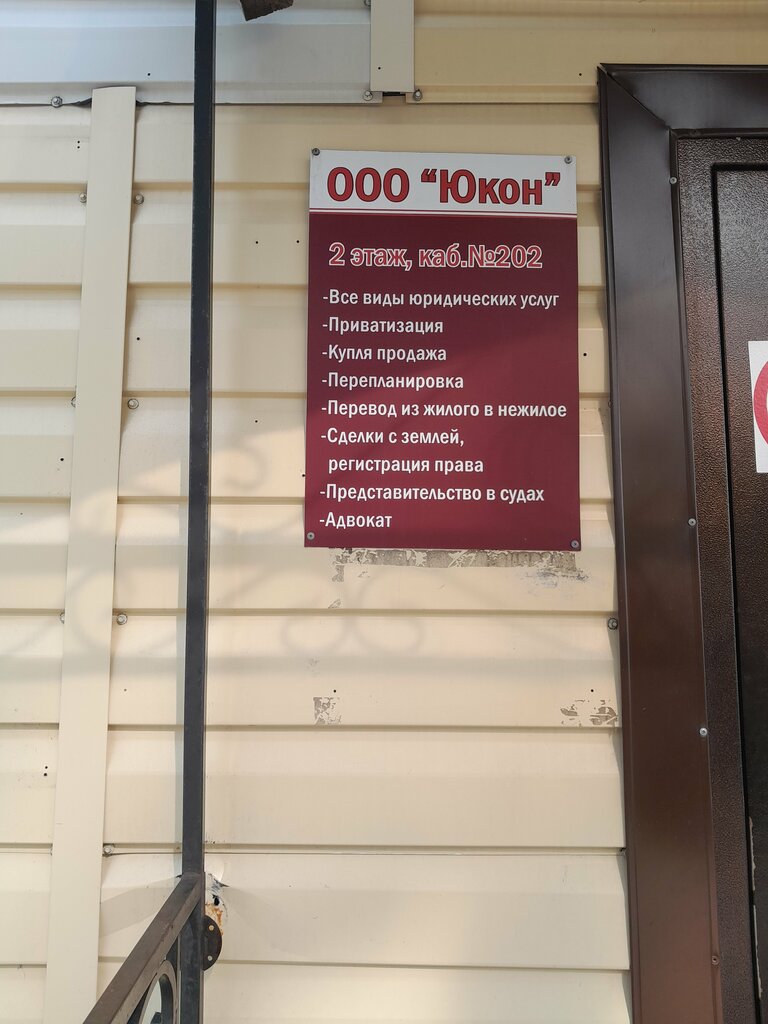 ООО "Юкон"
2 этаж, каб.№202
-Все виды юридических услуг
-Приватизация
-Купля продажа
-Перепланировка
-Перевод из жилого в нежилое
-Сделки с землей,
регистрация права
-Представительство в судах
-Адвокат